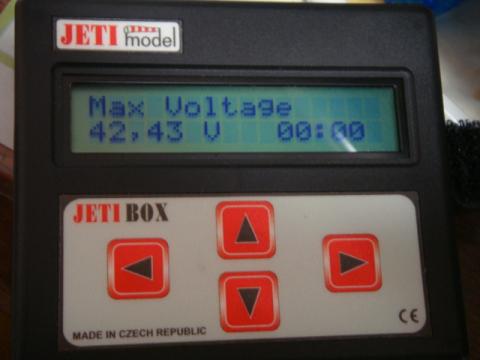 JETI model
Max Voltage
42,43 V 00:00
JETI BOX
MADE IN CZECH REPUBLIC
CE